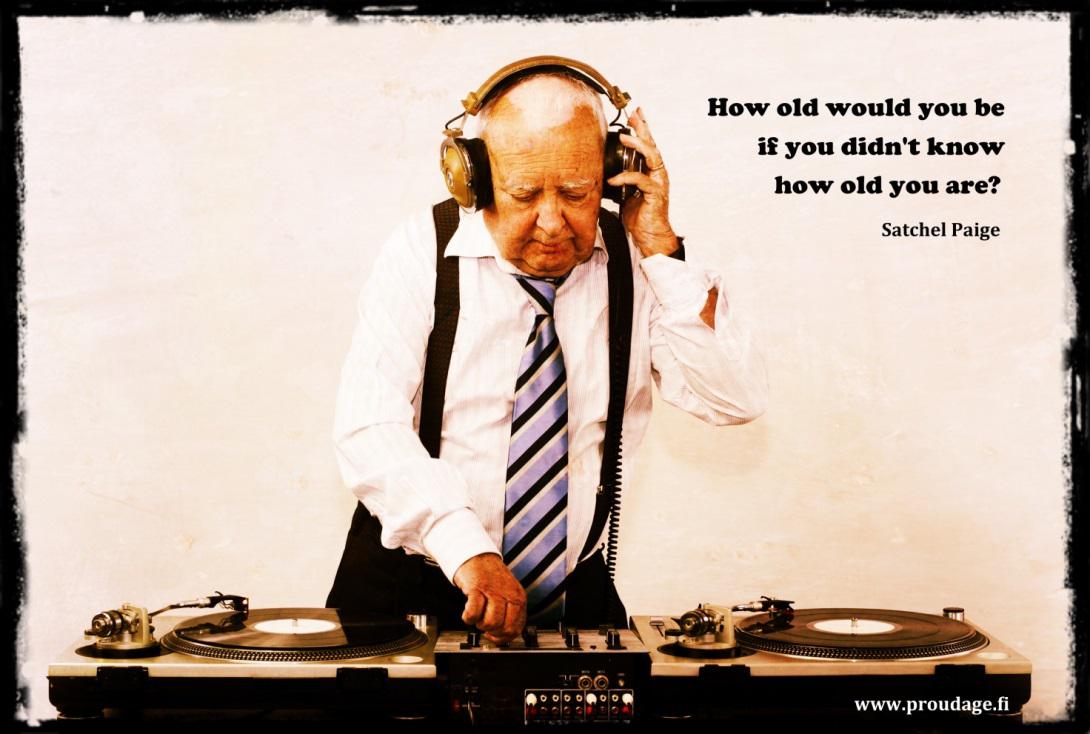 How old would you be
if you didn't know
how old you are?
Satchel Paige
www.proudage.fi